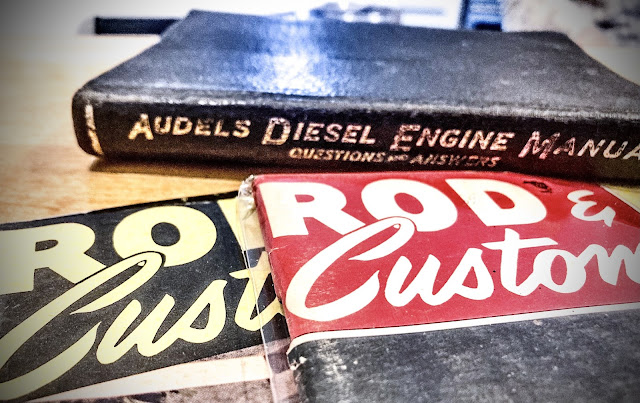 AUDELS DIESEL ENGINE MANUA
QUESTIONS AND ANSWERS
ROD &
Custom
RO
Cust